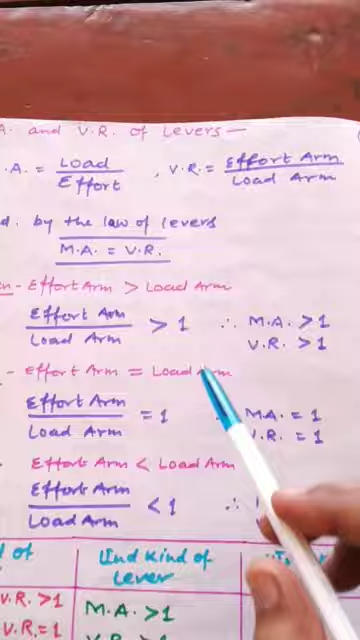 A. and V.R. of Levers —
.A. = Load / Effort , V.R. = Effort Arm / Load Arm
d. by the law of levers
M.A. = V.R.
en - Effort Arm > Load Arm
Effort Arm / Load Arm > 1 ∴ M.A. > 1
V.R. > 1
- Effort Arm = Load Arm
Effort Arm / Load Arm = 1 M.A. = 1
V.R. = 1
Effort Arm < Load Arm
Effort Arm / Load Arm < 1 ∴
of IInd Kind of
Lever
V.R. > 1 M.A. > 1
V.R. = 1